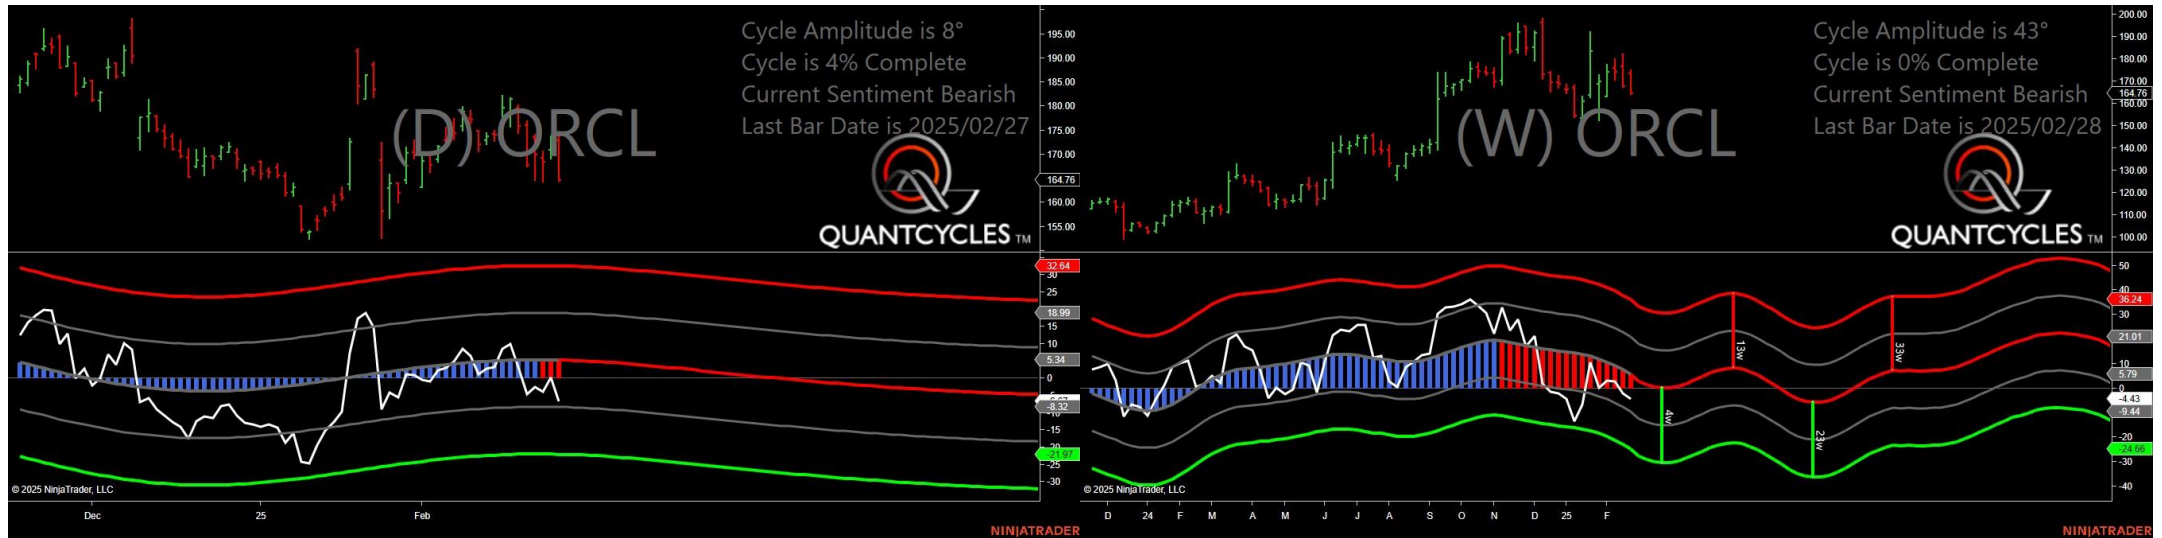 Cycle Amplitude is 8°
Cycle is 4% Complete
Current Sentiment Bearish
Last Bar Date is 2025/02/27
(D) ORCL
QUANTCYCLES TM
195.00
190.00
185.00
180.00
175.00
170.00
164.76
160.00
155.00
32.64
30
25
18.99
15
10
5.34
0
-8.32
-15
-20
-21.97
-25
-30
© 2025 NinjaTrader, LLC
Dec
25
Feb
NINJATRADER
Cycle Amplitude is 43°
Cycle is 0% Complete
Current Sentiment Bearish
Last Bar Date is 2025/02/28
(W) ORCL
QUANTCYCLES TM
200.00
190.00
180.00
170.00
164.76
160.00
150.00
140.00
130.00
120.00
110.00
100.00
50
40
36.24
30
21.01
10
5.79
0
-4.43
-9.44
-20
-24.66
-30
-40
13w
33w
4w
23w
© 2025 NinjaTrader, LLC
D
24
F
M
A
M
J
J
A
S
O
N
D
25
F
NINJATRADER